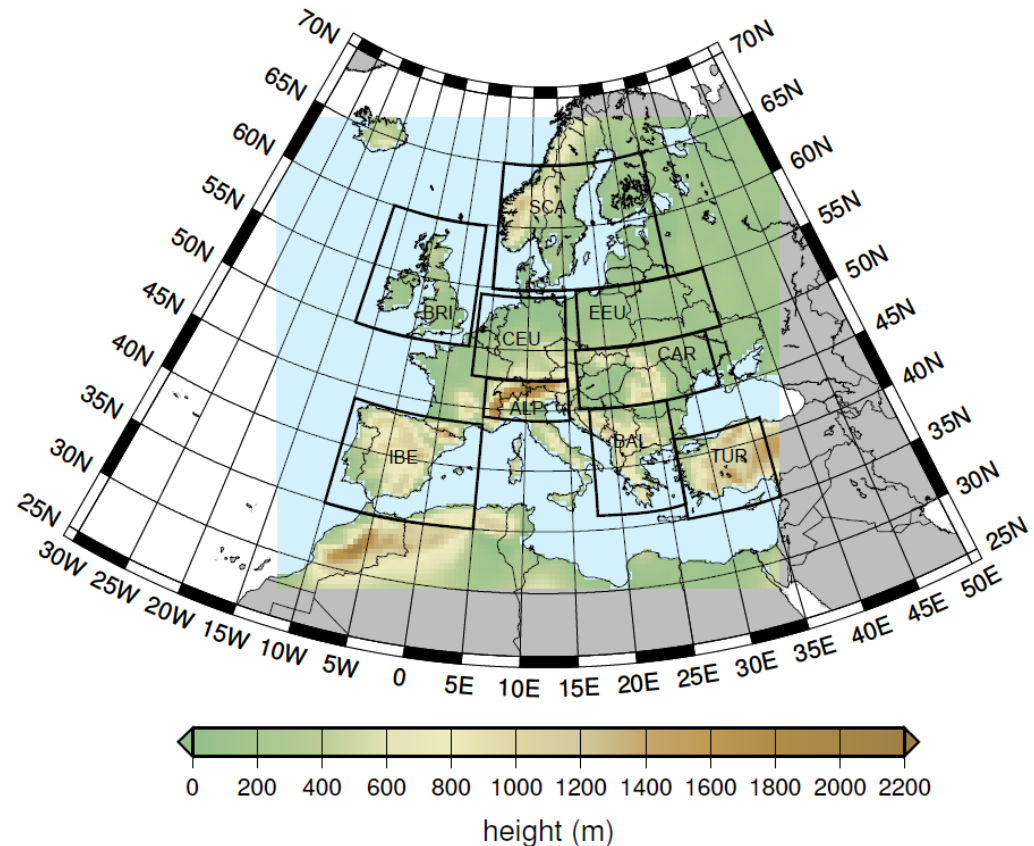 70N
70N
65N
65N
60N
60N
55N
55N
50N
50N
45N
45N
40N
40N
35N
35N
30N
30N
25N
25N
SCA
BRI
EEU
CEU
CAR
ALP
BAL
IBE
TUR
30W
25W
20W
15W
10W
5W
0
5E
10E
15E
20E
25E
30E
35E
40E
45E
50E
0 200 400 600 800 1000 1200 1400 1600 1800 2000 2200
height (m)